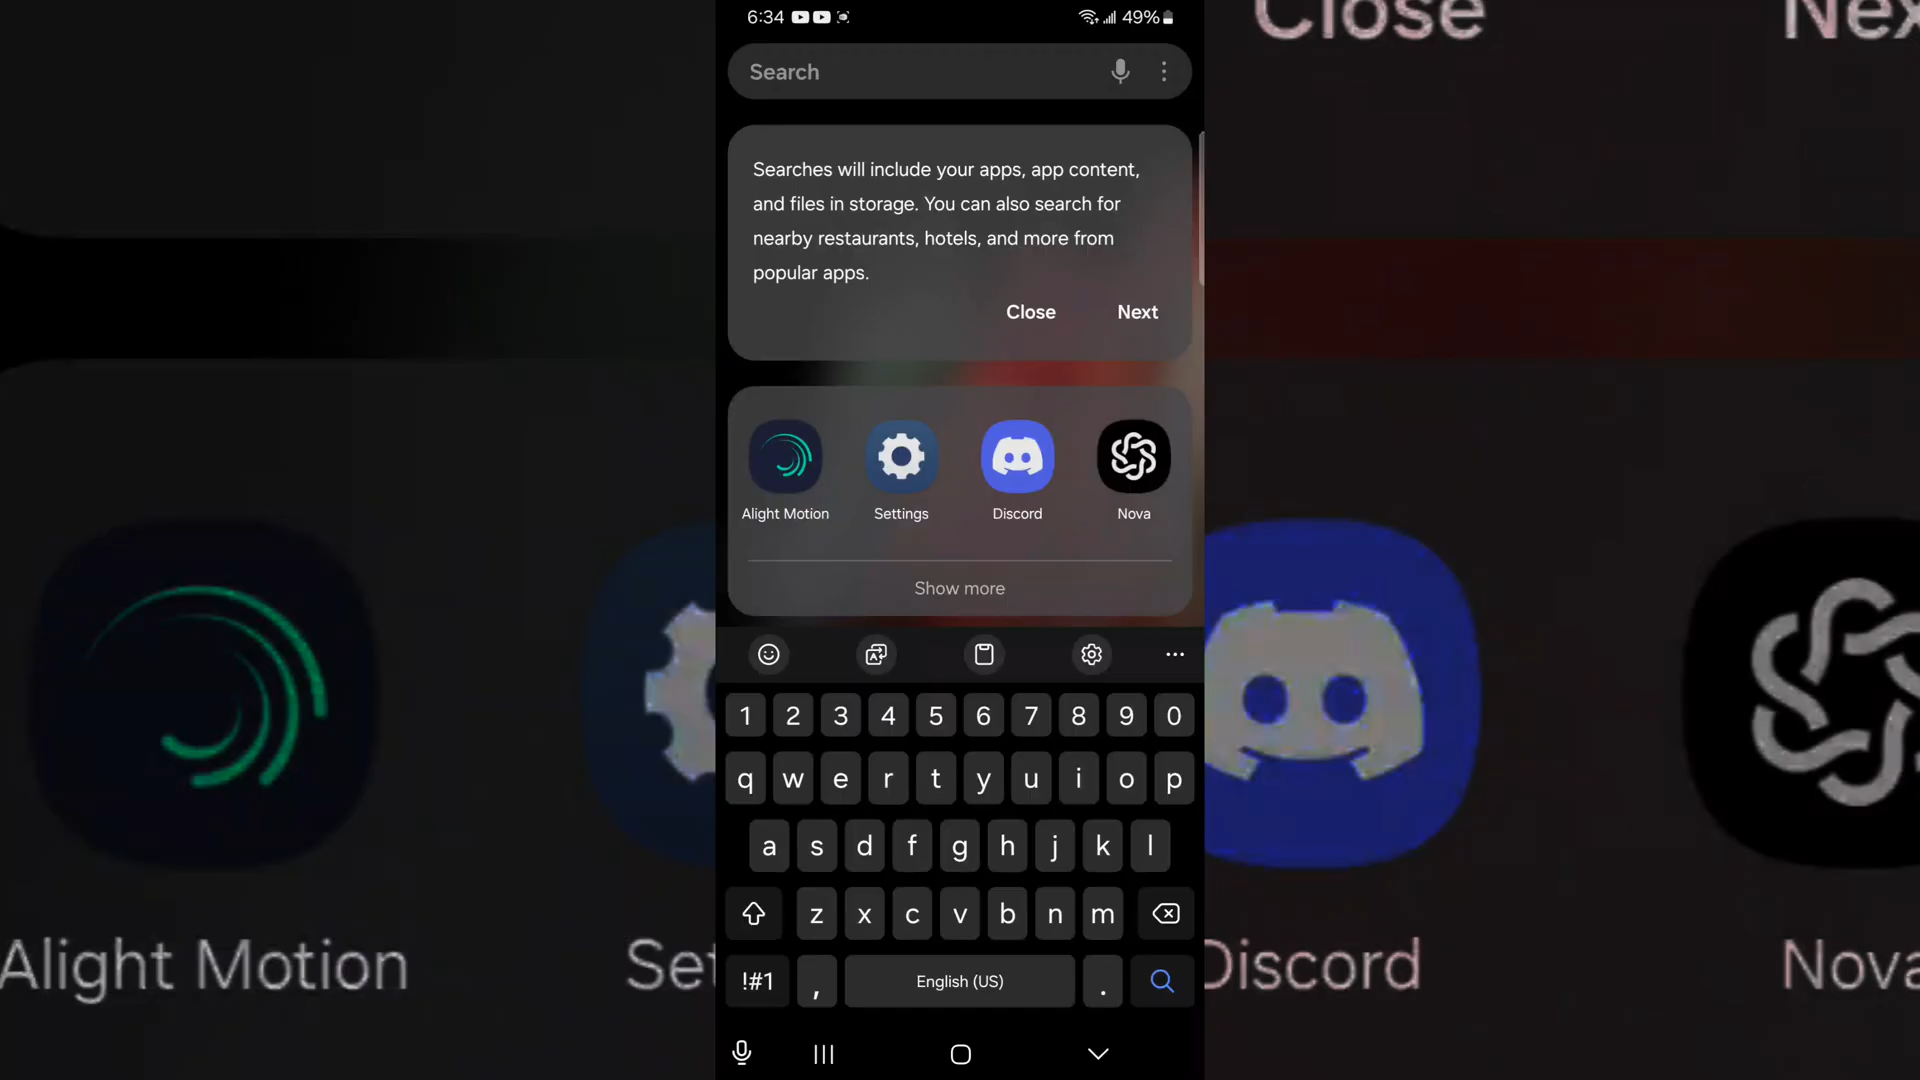 6:34
49%
Search
Searches will include your apps, app content,
and files in storage. You can also search for
nearby restaurants, hotels, and more from
popular apps.
Close Next
Alight Motion Settings Discord Nova
Show more
1 2 3 4 5 6 7 8 9 0
q w e r t y u i o p
a s d f g h j k l
z x c v b n m
!#1 , English (US) .
Close Nex
Alight Motion Set Discord Nova